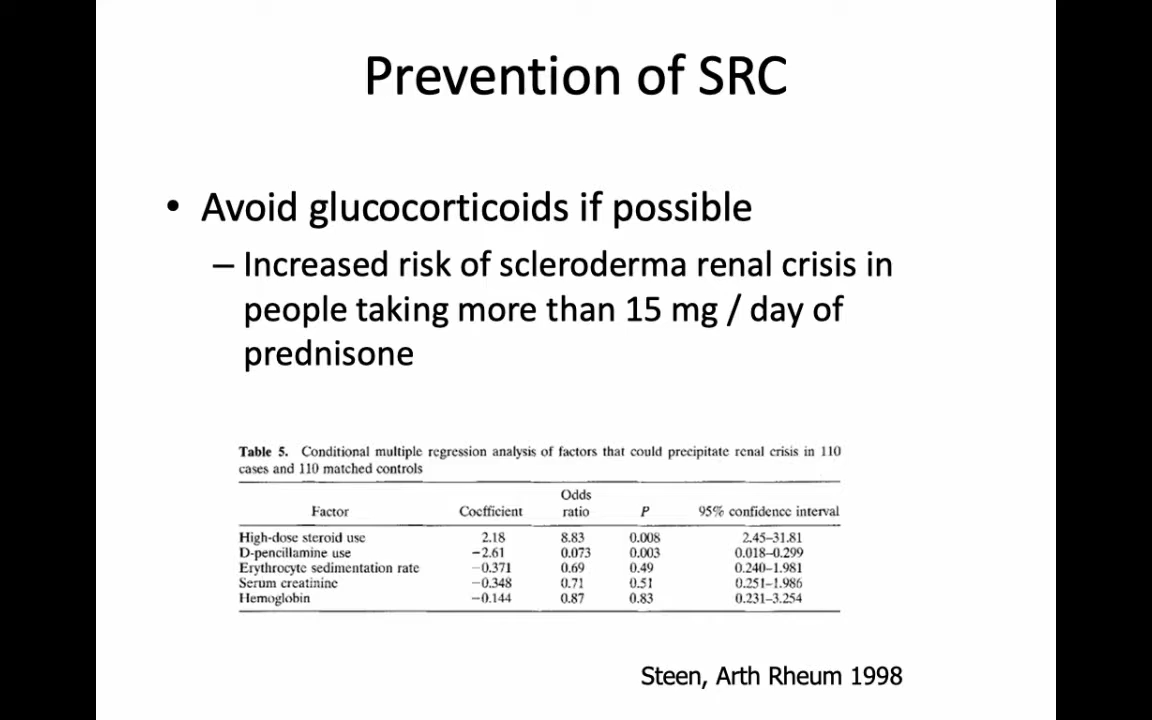 Prevention of SRC
• Avoid glucocorticoids if possible
– Increased risk of scleroderma renal crisis in
people taking more than 15 mg / day of
prednisone
Table 5. Conditional multiple regression analysis of factors that could precipitate renal crisis in 110
cases and 110 matched controls
Factor Coefficient Odds ratio P 95% confidence interval
High-dose steroid use 2.18 8.83 0.008 2.45–31.81
D-pencillamine use −2.61 0.073 0.003 0.018–0.299
Erythrocyte sedimentation rate −0.371 0.69 0.49 0.240–1.981
Serum creatinine −0.348 0.71 0.51 0.251–1.986
Hemoglobin −0.144 0.87 0.83 0.231–3.254
Steen, Arth Rheum 1998